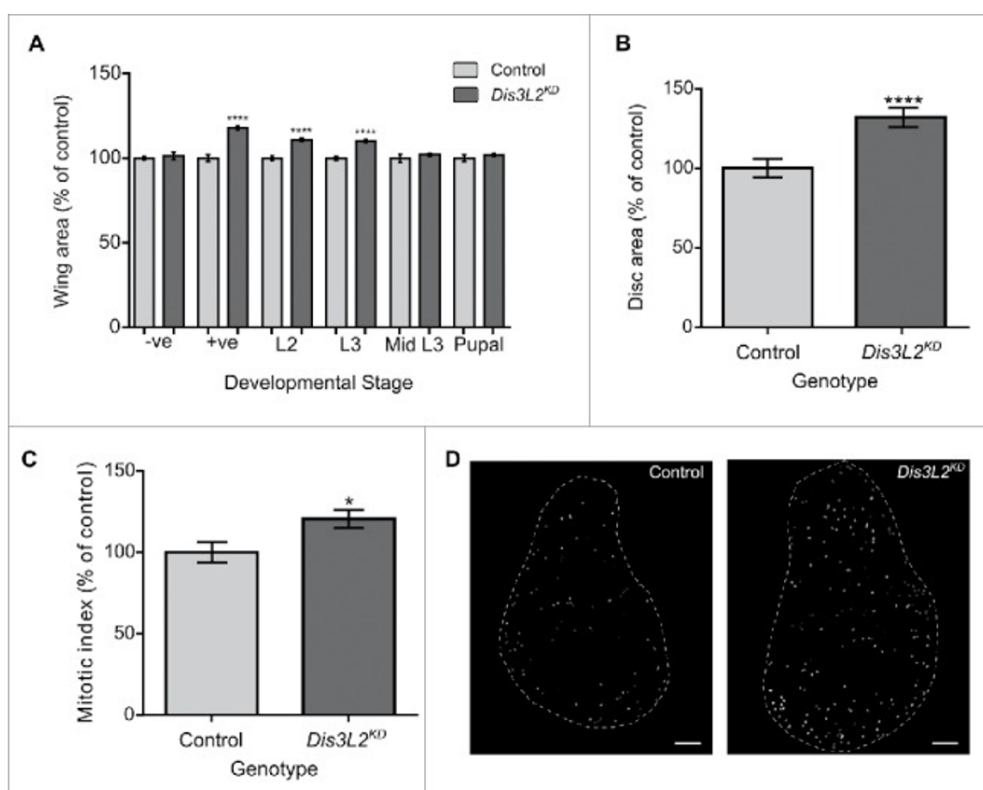 A
Wing area (% of control)
150
100
50
0
****
****
****
Control
Dis3L2KD
-ve
+ve
L2
L3
Mid L3
Pupal
Developmental Stage
B
Disc area (% of control)
150
100
50
0
****
Control
Dis3L2KD
Genotype
C
Mitotic index (% of control)
150
100
50
0
*
Control
Dis3L2KD
Genotype
D
Control
Dis3L2KD